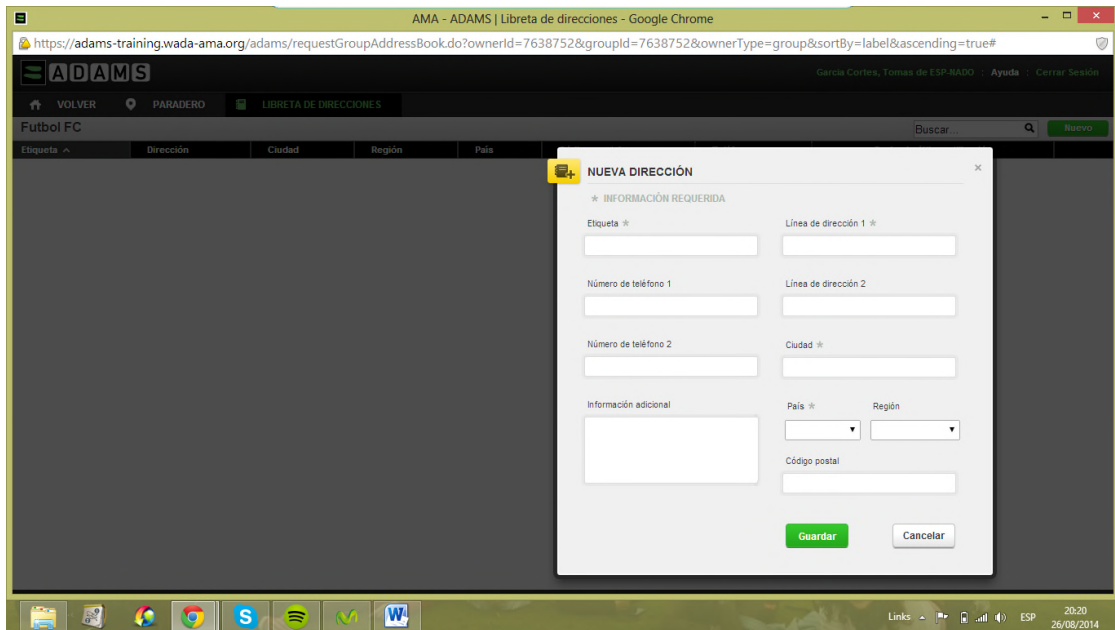 AMA - ADAMS | Libreta de direcciones - Google Chrome
https://adams-training.wada-ama.org/adams/requestGroupAddressBook.do?ownerId=7638752&groupId=7638752&ownerType=group&sortBy=label&ascending=true#
ADAMS
Garcia Cortes, Tomas de ESP-NADO : Ayuda : Cerrar Sesión
VOLVER PARADERO LIBRETA DE DIRECCIONES
Futbol FC
Buscar... Nuevo
Etiqueta Dirección Ciudad Región País
NUEVA DIRECCIÓN
* INFORMACIÓN REQUERIDA
Etiqueta * Línea de dirección 1 *
Número de teléfono 1 Línea de dirección 2
Número de teléfono 2 Ciudad *
Información adicional País * Región
Código postal
Guardar Cancelar
Links ESP 20:20
26/08/2014